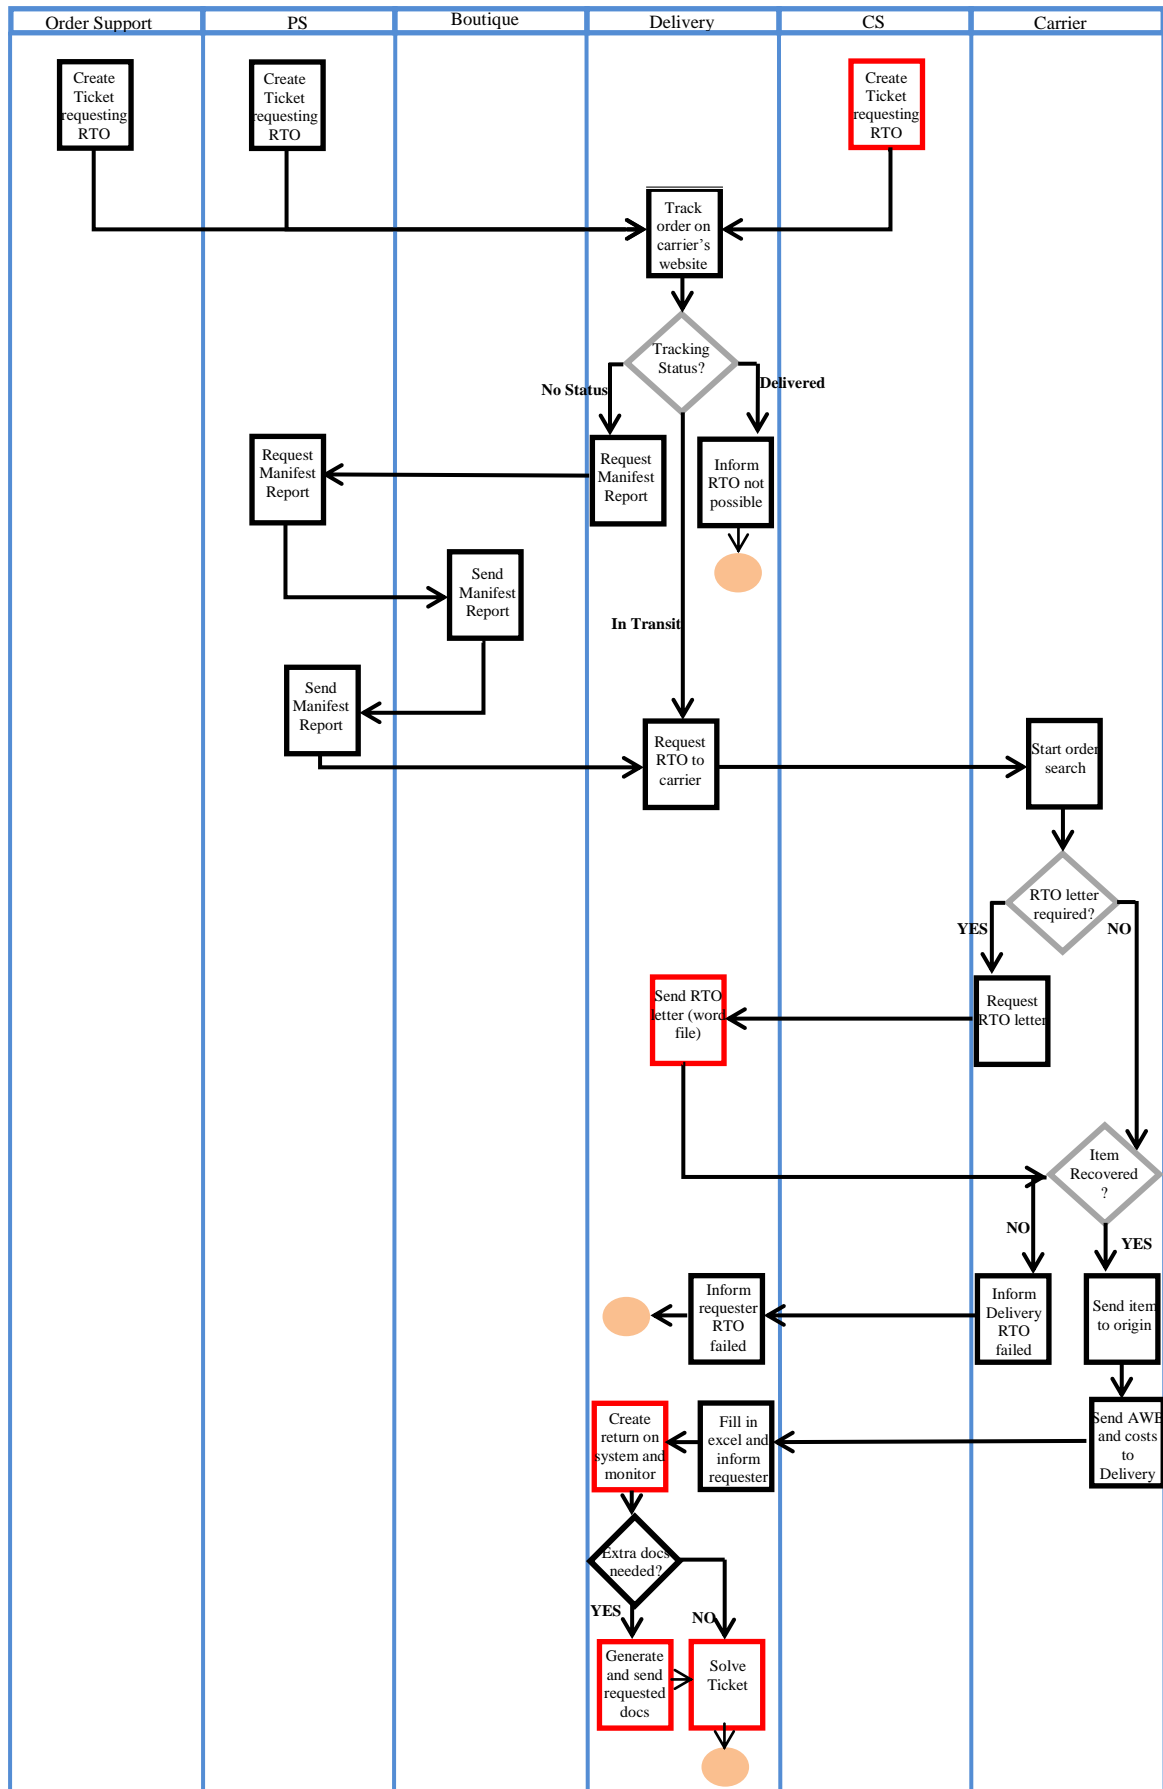 Order Support
PS
Boutique
Delivery
CS
Carrier
Create
Ticket
requesting
RTO
Create
Ticket
requesting
RTO
Create
Ticket
requesting
RTO
Track
order on
carrier's
website
Tracking
Status?
No Status
Delivered
Request
Manifest
Report
Request
Manifest
Report
Inform
RTO not
possible
Send
Manifest
Report
In Transit
Send
Manifest
Report
Request
RTO to
carrier
Start order
search
RTO letter
required?
YES
NO
Send RTO
letter (word
file)
Request
RTO letter
Item
Recovered
?
NO
YES
Inform
requester
RTO
failed
Inform
Delivery
RTO
failed
Send item
to origin
Create
return on
system and
monitor
Fill in
excel and
inform
requester
Send AWB
and costs
to
Delivery
Extra docs
needed?
YES
NO
Generate
and send
requested
docs
Solve
Ticket